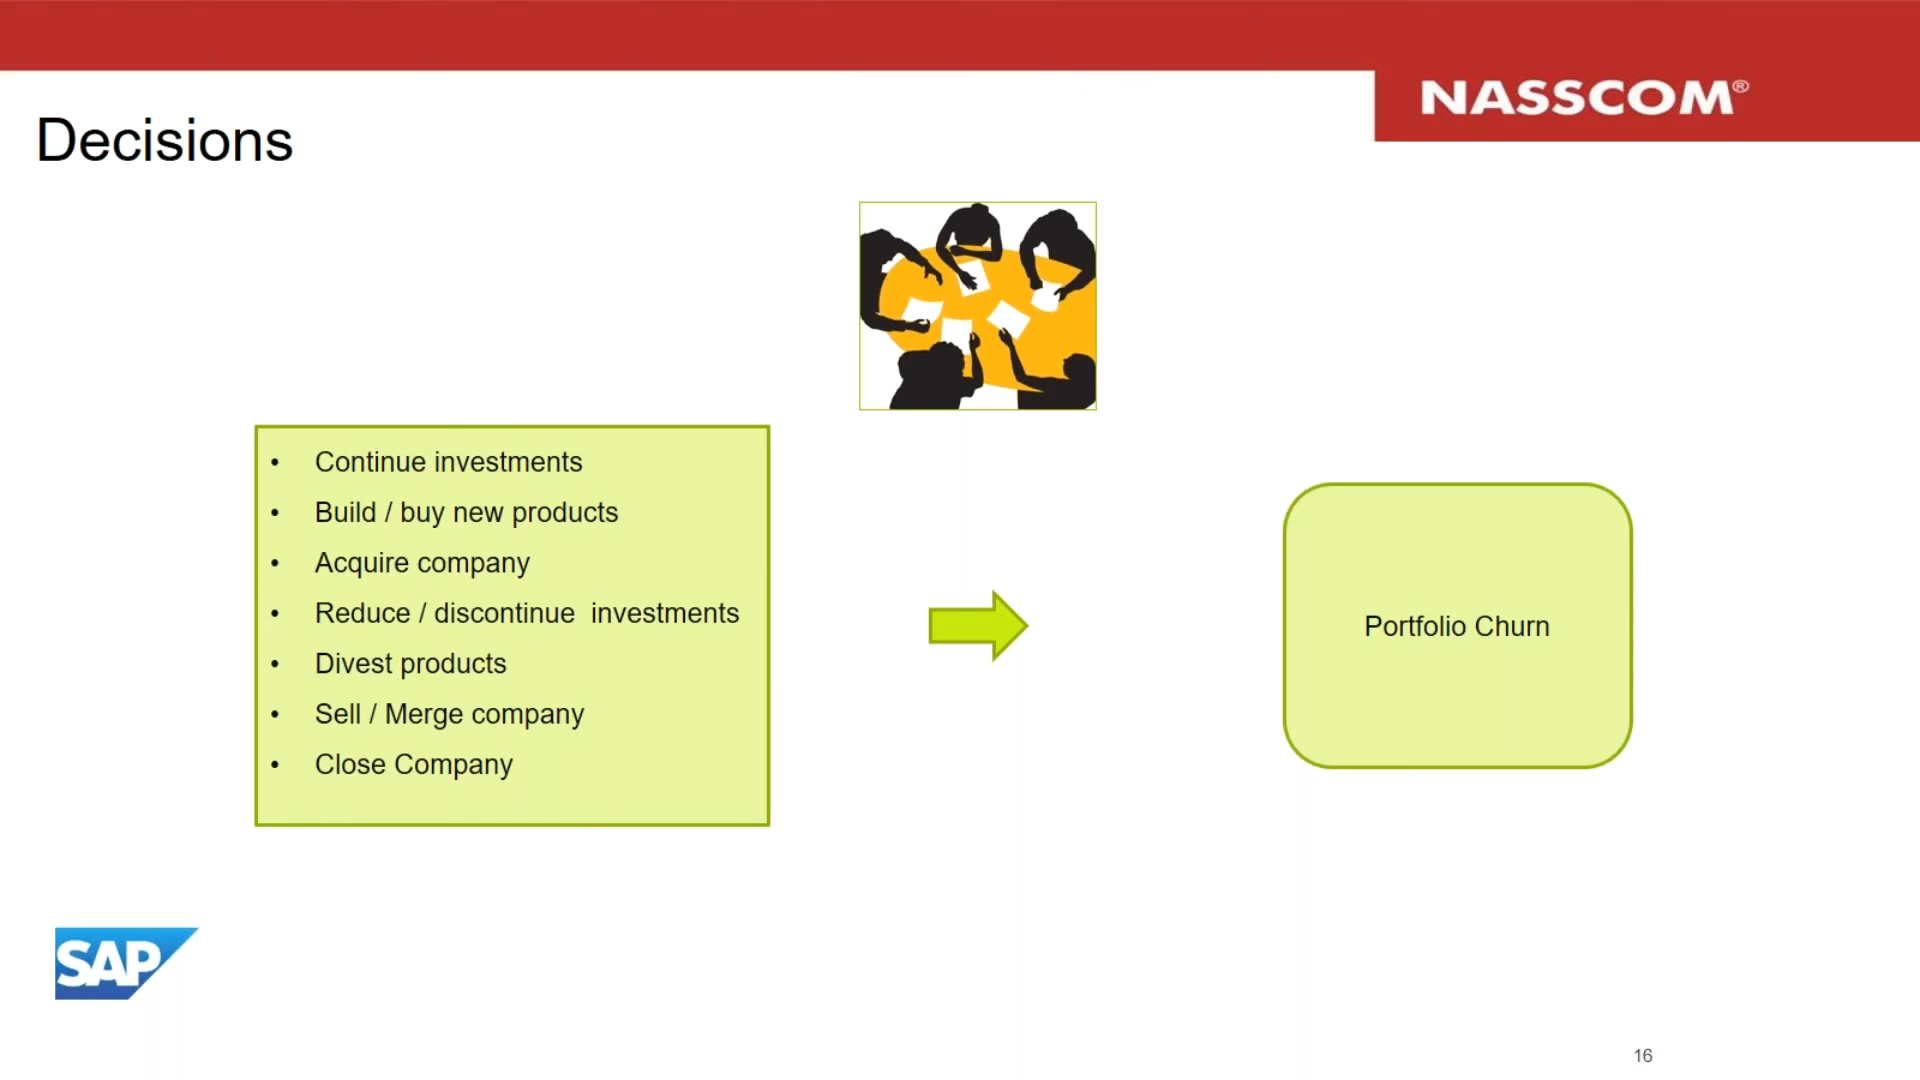 NASSCOM®
Decisions
• Continue investments
• Build / buy new products
• Acquire company
• Reduce / discontinue  investments
• Divest products
• Sell / Merge company
• Close Company
Portfolio Churn
SAP
16